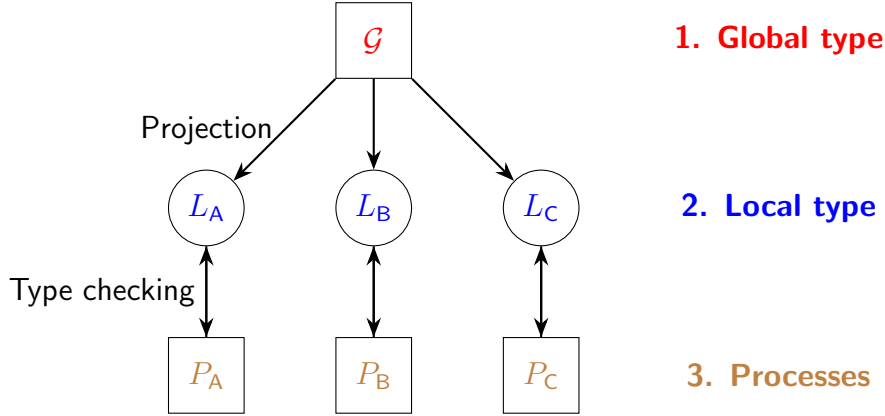 𝒢 1. Global type
Projection
L_A L_B L_C 2. Local type
Type checking
P_A P_B P_C 3. Processes